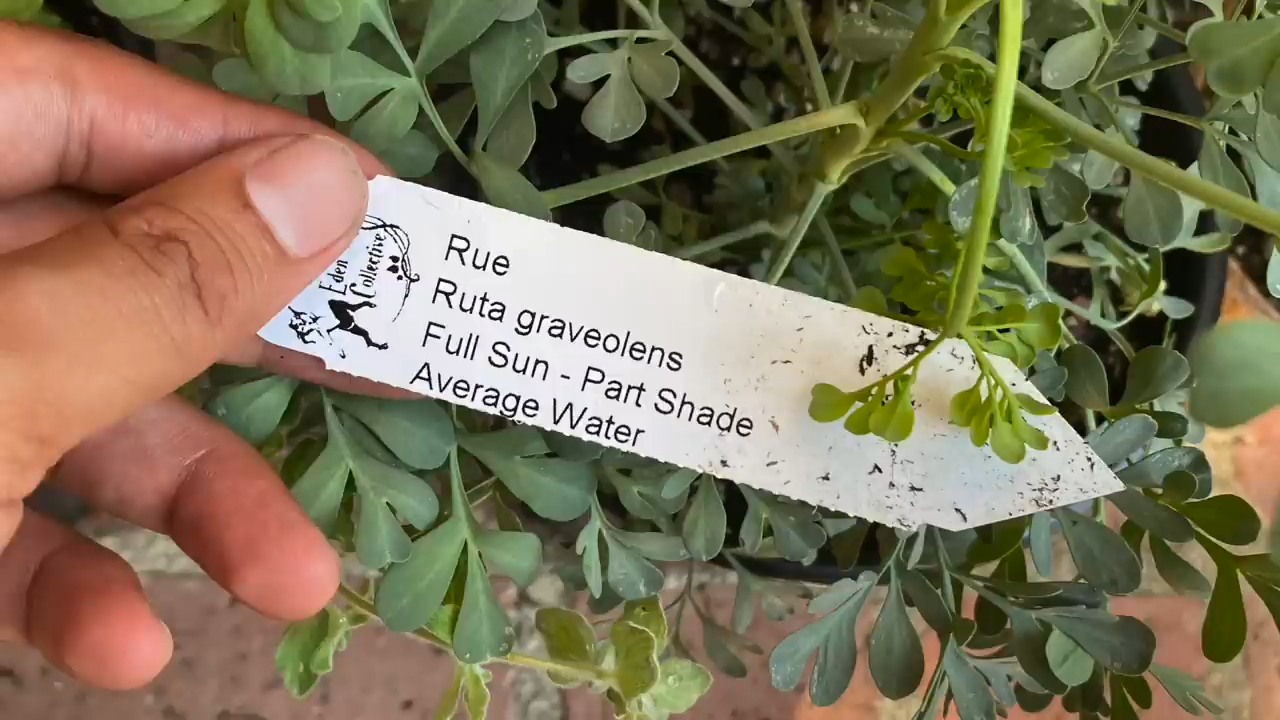 Eden
Collective
Rue
Ruta graveolens
Full Sun - Part Shade
Average Water